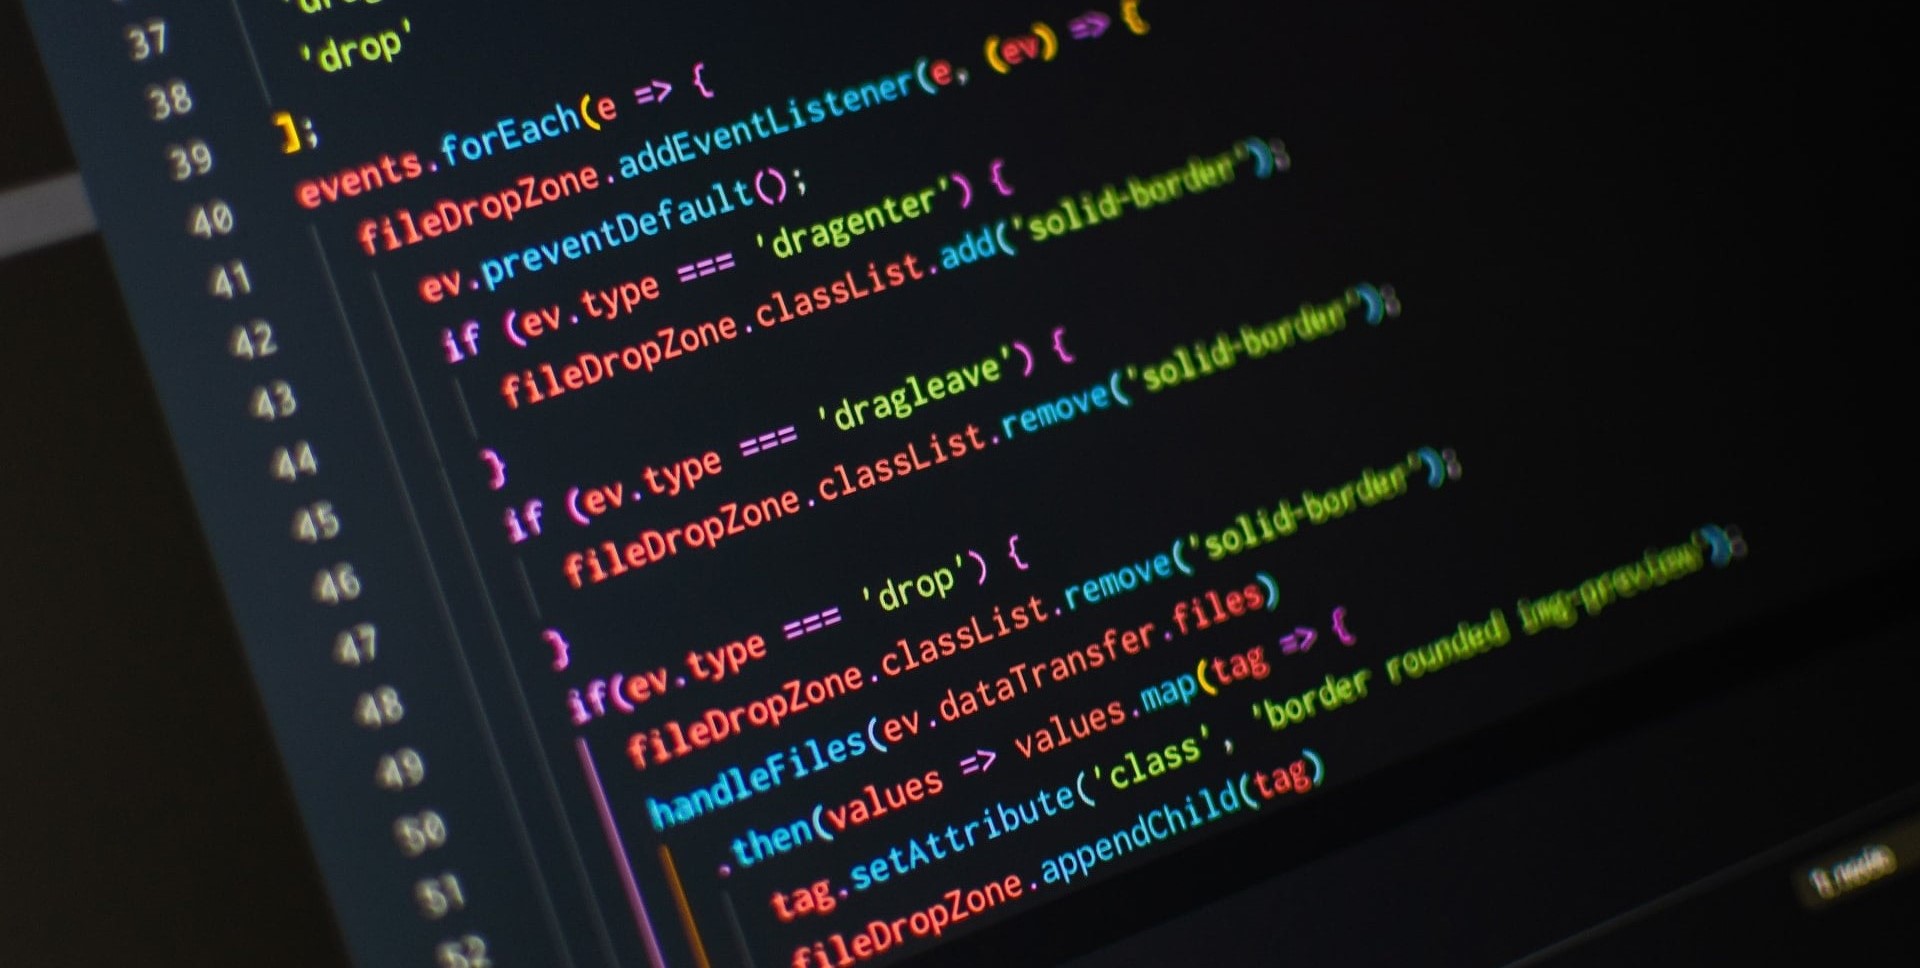 37 'drop'
38 ];
39 events.forEach(e => {
40 fileDropZone.addEventListener(e, (ev) => {
41 ev.preventDefault();
42 if (ev.type === 'dragenter') {
43 fileDropZone.classList.add('solid-border');
44 }
45 if (ev.type === 'dragleave') {
46 fileDropZone.classList.remove('solid-border');
47 }
48 if(ev.type === 'drop') {
49 fileDropZone.classList.remove('solid-border');
50 handleFiles(ev.dataTransfer.files)
51 .then(values => values.map(tag => {
52 tag.setAttribute('class', 'border rounded img-preview');
fileDropZone.appendChild(tag)